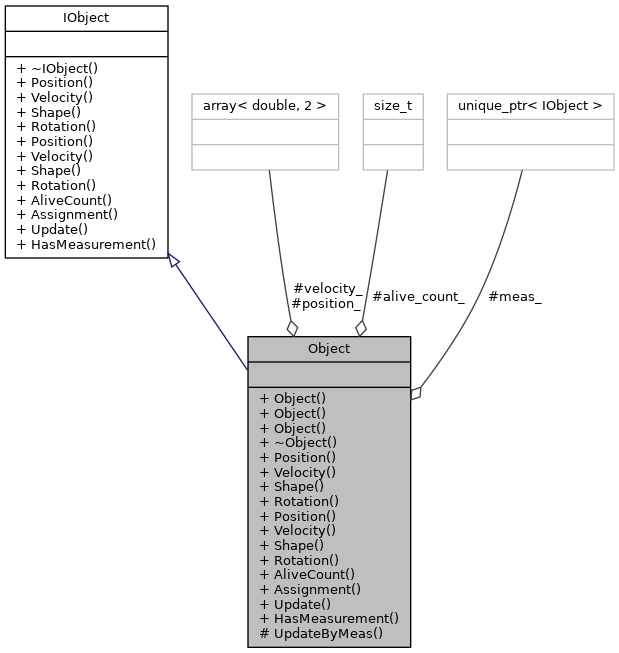 IObject
+ ~IObject()
+ Position()
+ Velocity()
+ Shape()
+ Rotation()
+ Position()
+ Velocity()
+ Shape()
+ Rotation()
+ AliveCount()
+ Assignment()
+ Update()
+ HasMeasurement()
array< double, 2 >
size_t
unique_ptr< IObject >
#velocity_
#position_
#alive_count_
#meas_
Object
+ Object()
+ Object()
+ Object()
+ ~Object()
+ Position()
+ Velocity()
+ Shape()
+ Rotation()
+ Position()
+ Velocity()
+ Shape()
+ Rotation()
+ AliveCount()
+ Assignment()
+ Update()
+ HasMeasurement()
# UpdateByMeas()